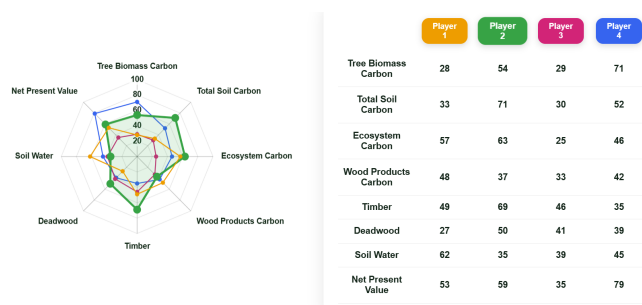 Tree Biomass Carbon
100
80
60
40
20
Net Present Value
Total Soil Carbon
Soil Water
Ecosystem Carbon
Deadwood
Wood Products Carbon
Timber
Player 1
Player 2
Player 3
Player 4
Tree Biomass
Carbon
28 54 29 71
Total Soil
Carbon
33 71 30 52
Ecosystem
Carbon
57 63 25 46
Wood Products
Carbon
48 37 33 42
Timber 49 69 46 35
Deadwood 27 50 41 39
Soil Water 62 35 39 45
Net Present
Value
53 59 35 79